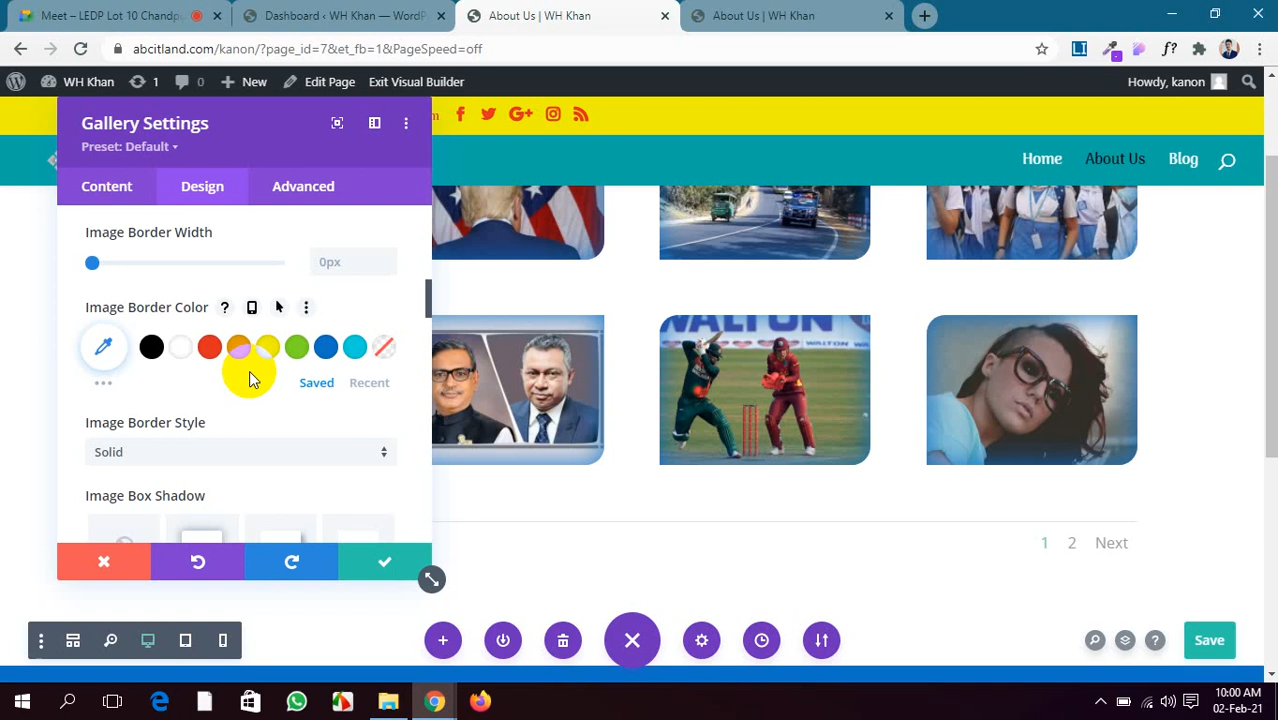 Meet – LEDP Lot 10 Chandp
Dashboard ‹ WH Khan — WordP
About Us | WH Khan
About Us | WH Khan
abcitland.com/kanon/?page_id=7&et_fb=1&PageSpeed=off
WH Khan
1
0
New
Edit Page
Exit Visual Builder
Howdy, kanon
Gallery Settings
Preset: Default
m
Home
About Us
Blog
Content
Design
Advanced
Image Border Width
0px
Image Border Color
Saved
Recent
WALTON
Image Border Style
Solid
Image Box Shadow
1
2
Next
Save
10:00 AM
02-Feb-21